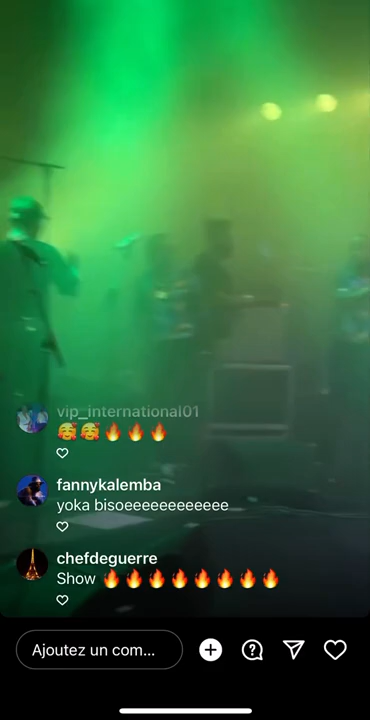 vip_international01
🥰🥰🔥🔥🔥
fannykalemba
yoka bisoeeeeeeeeeeee
chefdeguerre
Show 🔥🔥🔥🔥🔥🔥🔥🔥
Ajoutez un com...